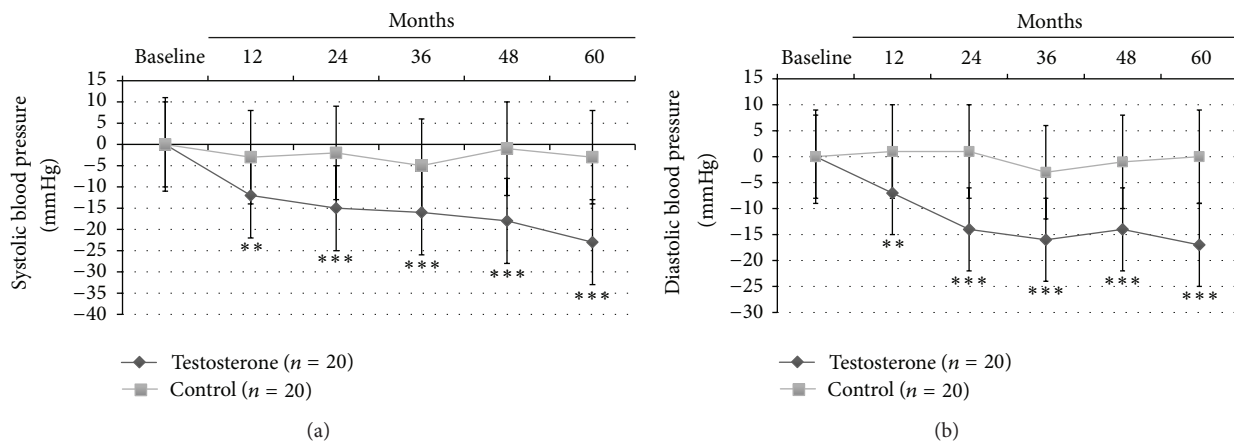 Months
Baseline 12 24 36 48 60
15
10
5
0
−5
−10
−15
−20
−25
−30
−35
−40
Systolic blood pressure
(mmHg)
** *** *** *** ***
Testosterone (n = 20)
Control (n = 20)
(a)
Months
Baseline 12 24 36 48 60
15
10
5
0
−5
−10
−15
−20
−25
−30
Diastolic blood pressure
(mmHg)
** *** *** *** ***
Testosterone (n = 20)
Control (n = 20)
(b)